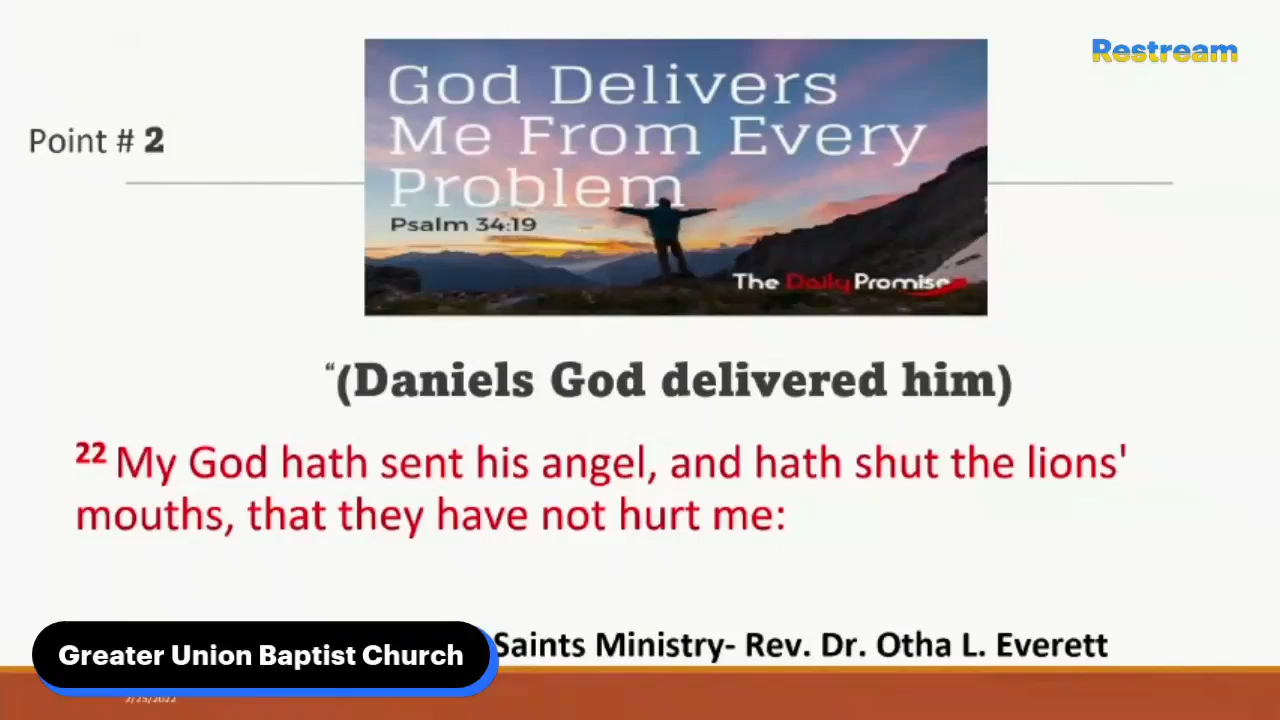 Restream
Point # 2
God Delivers
Me From Every
Problem
Psalm 34:19
The Daily Promise
“(Daniels God delivered him)
22 My God hath sent his angel, and hath shut the lions'
mouths, that they have not hurt me:
Saints Ministry- Rev. Dr. Otha L. Everett
Greater Union Baptist Church